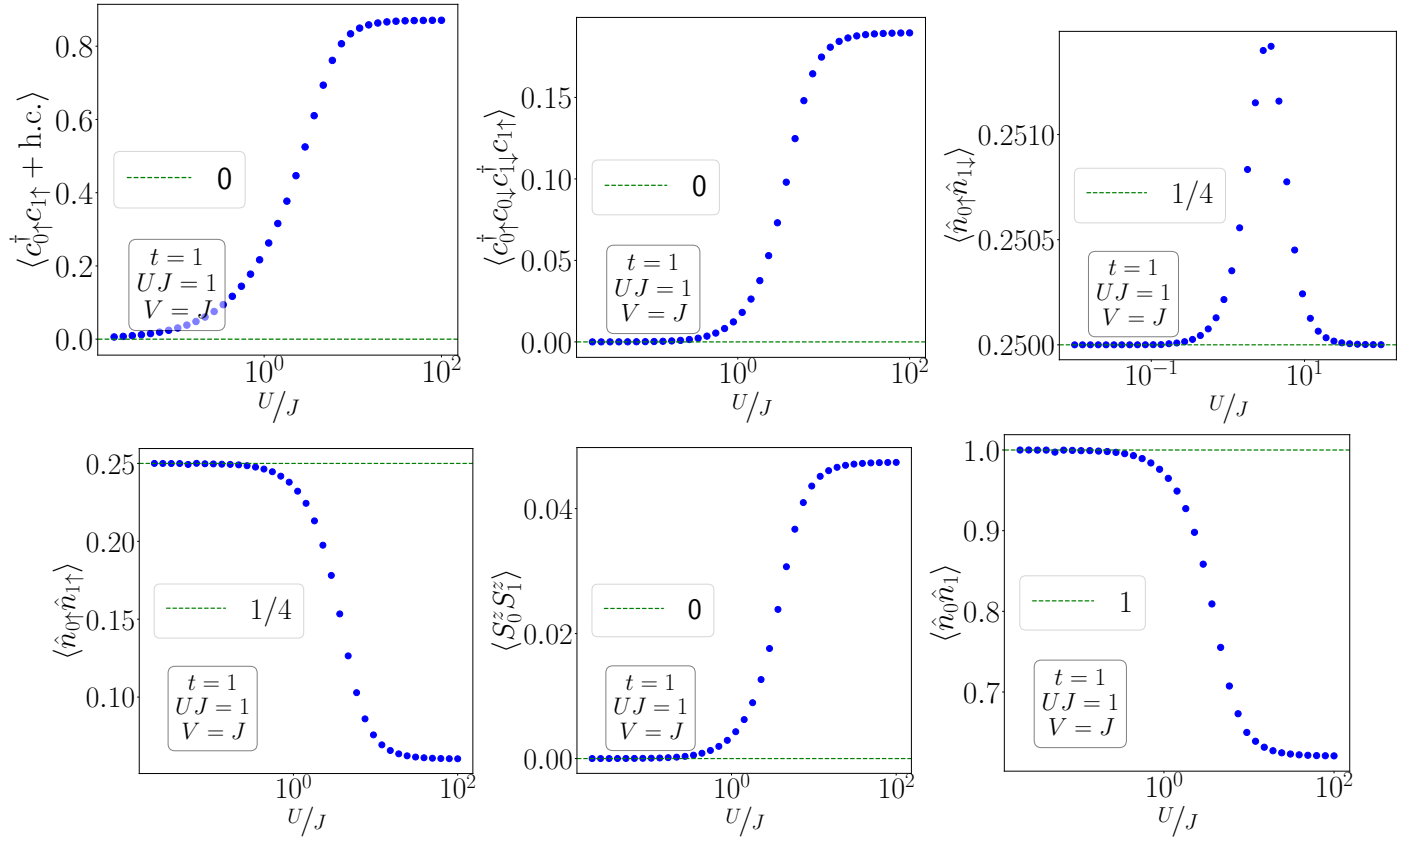 ⟨c†0↑c1↑ + h.c.⟩
0.8
0.6
0.4
0.2
0.0
0
t = 1
UJ = 1
V = J
10^0
10^2
U/J
⟨c†0↑c0↓c†1↓c1↑⟩
0.15
0.10
0.05
0.00
0
t = 1
UJ = 1
V = J
10^0
10^2
U/J
⟨n̂0↑n̂1↓⟩
0.2510
0.2505
0.2500
1/4
t = 1
UJ = 1
V = J
10^−1
10^1
U/J
⟨n̂0↑n̂1↑⟩
0.25
0.20
0.15
0.10
1/4
t = 1
UJ = 1
V = J
10^0
10^2
U/J
⟨S^z_0 S^z_1⟩
0.04
0.02
0.00
0
t = 1
UJ = 1
V = J
10^0
10^2
U/J
⟨n̂0n̂1⟩
1.0
0.9
0.8
0.7
1
t = 1
UJ = 1
V = J
10^0
10^2
U/J